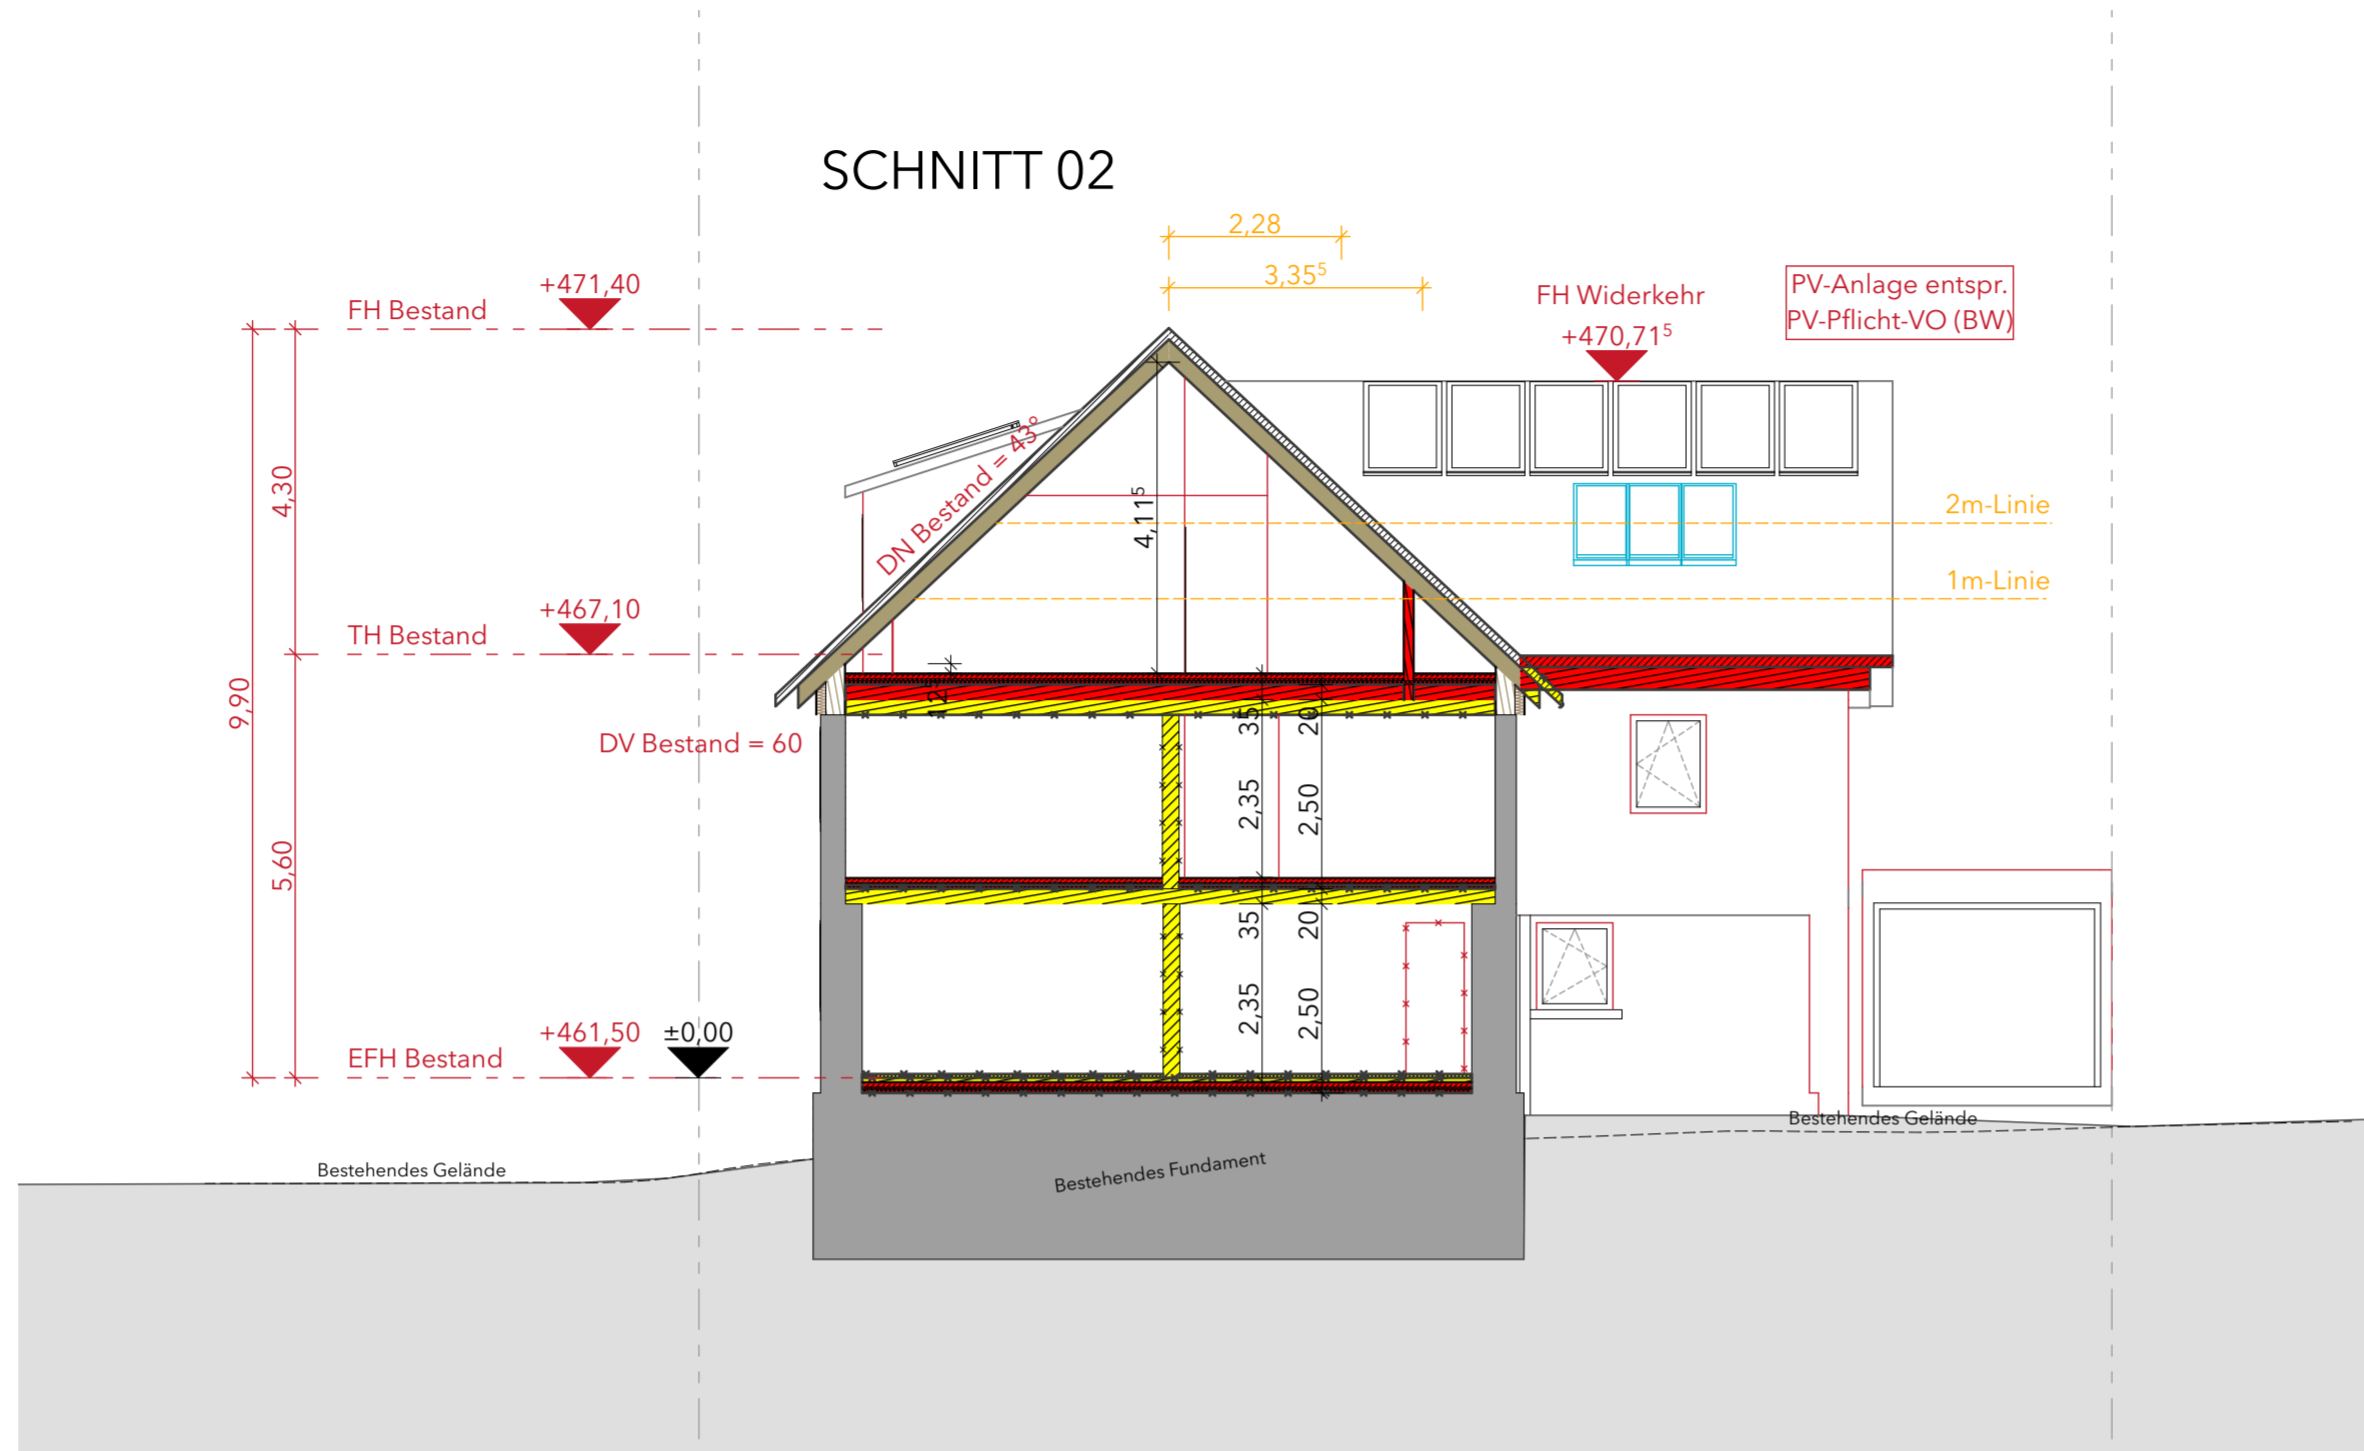 SCHNITT 02
2,28
3,35⁵
+471,40
FH Bestand
FH Widerkehr
+470,71⁵
PV-Anlage entspr.
PV-Pflicht-VO (BW)
4,30
DN Bestand = 43°
4,11⁵
2m-Linie
1m-Linie
+467,10
TH Bestand
9,90
12⁵
35
20
DV Bestand = 60
2,35
2,50
5,60
35
20
2,35
2,50
+461,50
±0,00
EFH Bestand
Bestehendes Gelände
Bestehendes Gelände
Bestehendes Fundament